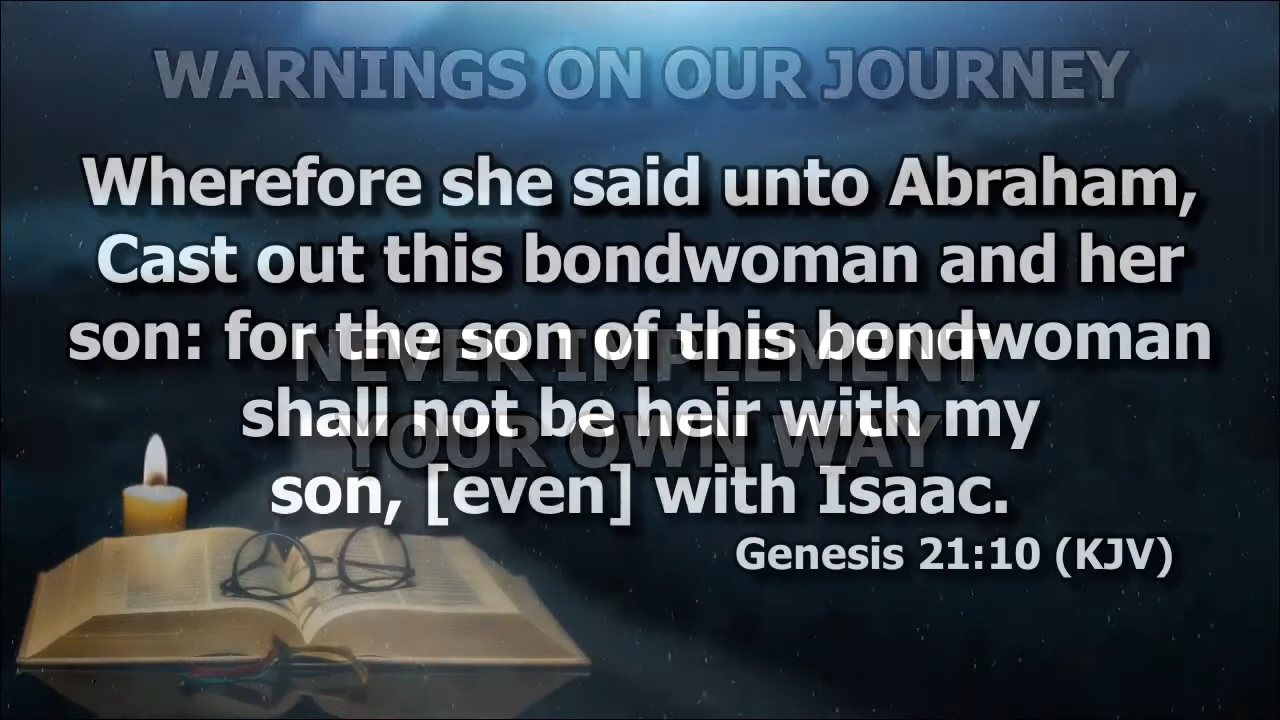 WARNINGS ON OUR JOURNEY
Wherefore she said unto Abraham,
Cast out this bondwoman and her
son: for the son of this bondwoman
NEVER IMPLEMENT
shall not be heir with my
YOUR OWN WAY
son, [even] with Isaac.
Genesis 21:10 (KJV)